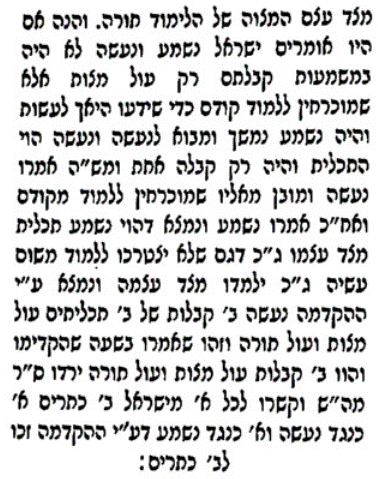 מצד עצם המצוה של הלימוד תורה. והנה אם
היו אומרים ישראל נשמע ונעשה לא היה
במשמעות קבלתם רק עול מצות אלא
שמוכרחין ללמוד קודם כדי שידעו היאך לעשות
והיה נשמע נמשך ומבוא לנעשה ונעשה הוי
התכלית והיה רק קבלה אחת ומש"ה אמרו
נעשה ומובן מאליו שמוכרחין ללמוד מקודם
ואח"כ אמרו נשמע ונמצא דהוי נשמע תכלית
מצד עצמו ג"כ דגם שלא יצטרכו ללמוד משום
עשיה ג"כ ילמדו מצד עצמה ונמצא ע"י
ההקדמה נעשה ב' קבלות של ב' תכליתים עול
מצות ועול תורה וזהו שאמרו בשעה שהקדימו
והוו ב' קבלות עול מצות ועול תורה ירדו ס"ר
מה"ש וקשרו לכל א' מישראל ב' כתרים א'
כנגד נעשה וא' כנגד נשמע דע"י ההקדמה זכו
לב' כתרים: